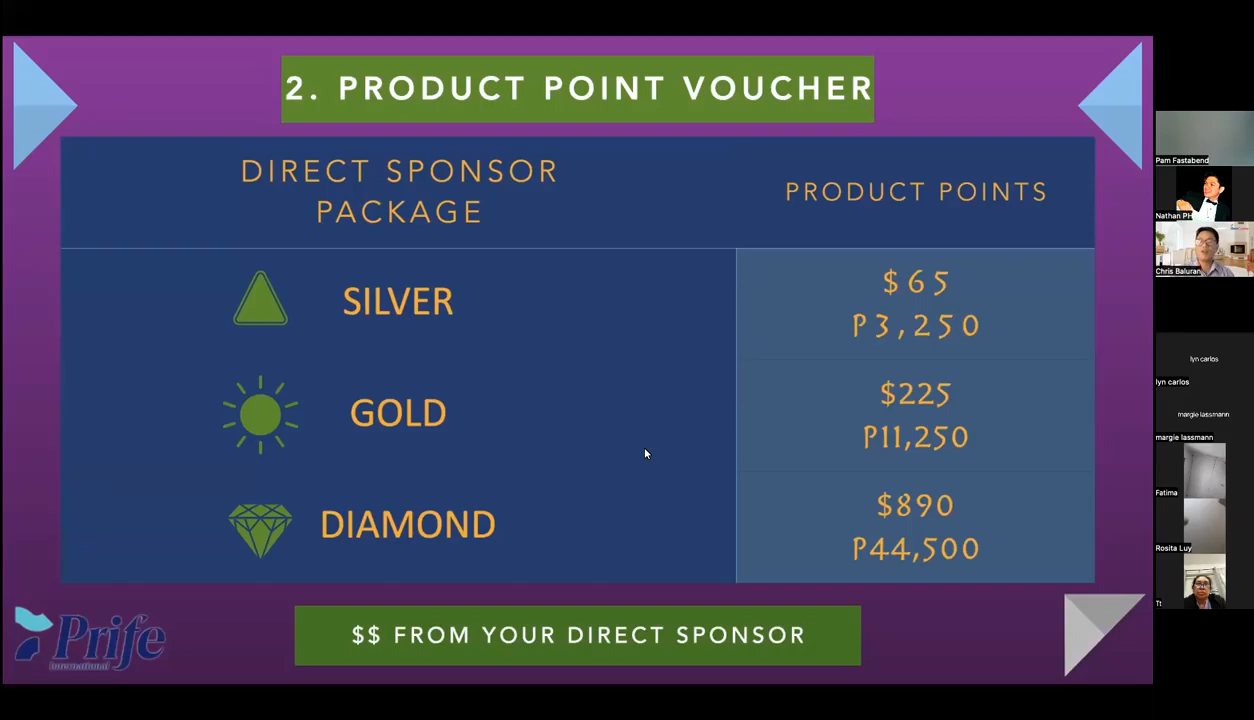 2. PRODUCT POINT VOUCHER
DIRECT SPONSOR
PACKAGE
PRODUCT POINTS
SILVER
$65
P3,250
GOLD
$225
P11,250
DIAMOND
$890
P44,500
$$ FROM YOUR DIRECT SPONSOR
Prife
International
Pam Fastabend
Nathan PH
Chris Baluran
lyn carlos
lyn carlos
margie lassmann
margie lassmann
Fatima
Rosita Luy
Tt